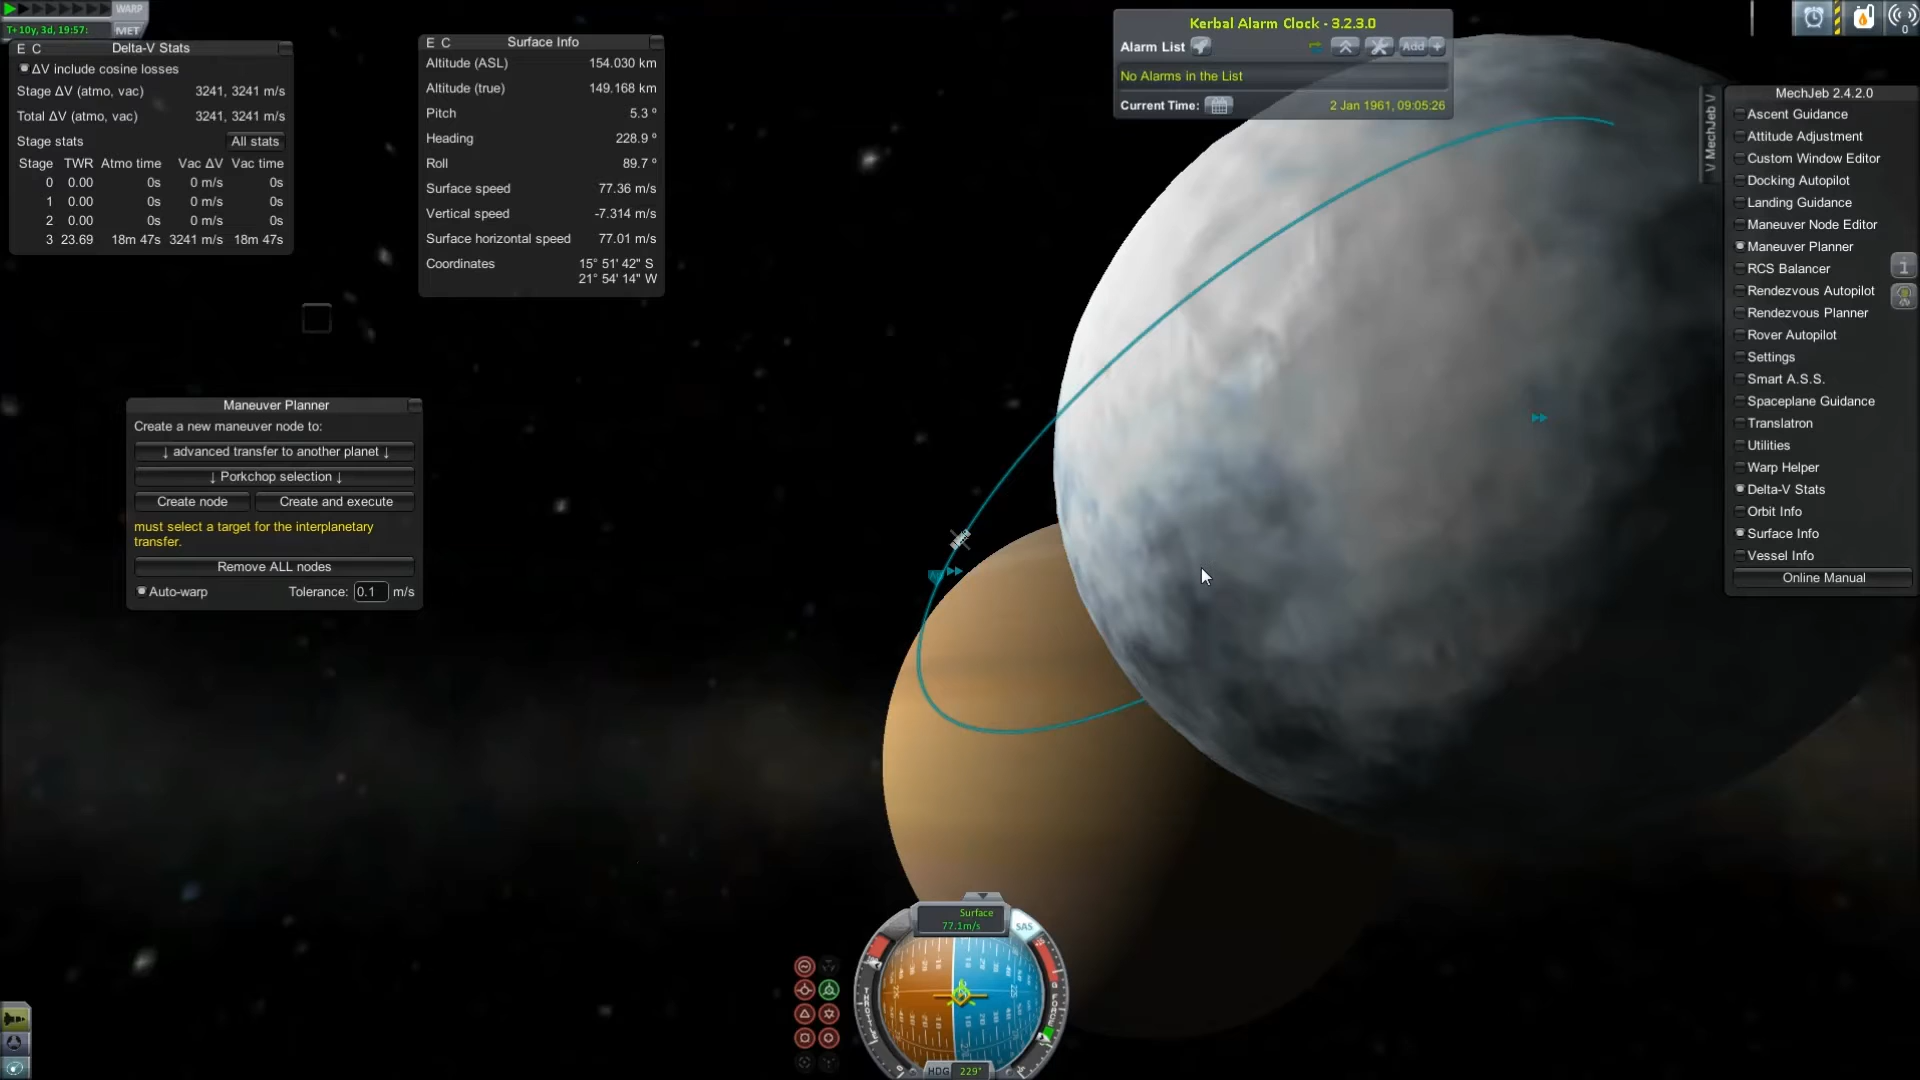 WARP
T+10y, 3d, 19:57:
MET
E C Delta-V Stats
ΔV include cosine losses
Stage ΔV (atmo, vac) 3241, 3241 m/s
Total ΔV (atmo, vac) 3241, 3241 m/s
Stage stats All stats
Stage TWR Atmo time Vac ΔV Vac time
0 0.00 0s 0 m/s 0s
1 0.00 0s 0 m/s 0s
2 0.00 0s 0 m/s 0s
3 23.69 18m 47s 3241 m/s 18m 47s
E C Surface Info
Altitude (ASL) 154.030 km
Altitude (true) 149.168 km
Pitch 5.3 º
Heading 228.9 º
Roll 89.7 º
Surface speed 77.36 m/s
Vertical speed -7.314 m/s
Surface horizontal speed 77.01 m/s
Coordinates 15° 51' 42" S
21° 54' 14" W
Maneuver Planner
Create a new maneuver node to:
↓ advanced transfer to another planet ↓
↓ Porkchop selection ↓
Create node Create and execute
must select a target for the interplanetary
transfer.
Remove ALL nodes
Auto-warp Tolerance: 0.1 m/s
Kerbal Alarm Clock - 3.2.3.0
Alarm List Add +
No Alarms in the List
Current Time: 2 Jan 1961, 09:05:26
0
V MechJeb V
MechJeb 2.4.2.0
Ascent Guidance
Attitude Adjustment
Custom Window Editor
Docking Autopilot
Landing Guidance
Maneuver Node Editor
Maneuver Planner
RCS Balancer
Rendezvous Autopilot
Rendezvous Planner
Rover Autopilot
Settings
Smart A.S.S.
Spaceplane Guidance
Translatron
Utilities
Warp Helper
Delta-V Stats
Orbit Info
Surface Info
Vessel Info
Online Manual
Surface
77.1m/s
SAS
HDG 229°